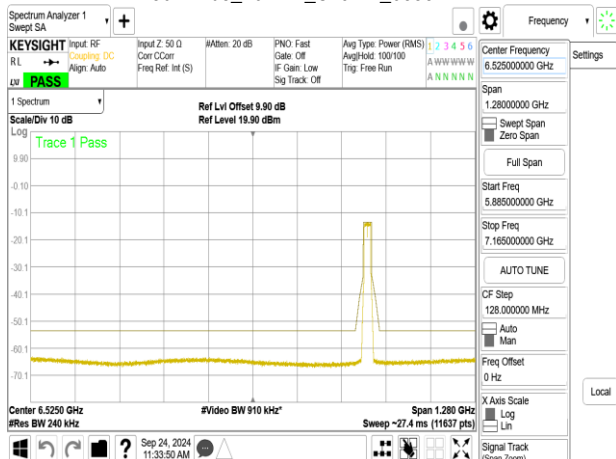 Spectrum Analyzer 1
Swept SA
Frequency
KEYSIGHT
RL
LXI
PASS
Input: RF
Coupling: DC
Align: Auto
Input Z: 50 Ω
Corr CCorr
Freq Ref: Int (S)
#Atten: 20 dB
PNO: Fast
Gate: Off
IF Gain: Low
Sig Track: Off
Avg Type: Power (RMS)
Avg|Hold: 100/100
Trig: Free Run
1 2 3 4 5 6
A W W W W W
A N N N N N
1 Spectrum
Scale/Div 10 dB
Ref Lvl Offset 9.90 dB
Ref Level 19.90 dBm
Log
Trace 1 Pass
9.90
-0.10
-10.1
-20.1
-30.1
-40.1
-50.1
-60.1
-70.1
Center 6.5250 GHz
#Res BW 240 kHz
#Video BW 910 kHz*
Span 1.280 GHz
Sweep ~27.4 ms (11637 pts)
Sep 24, 2024
11:33:50 AM
Center Frequency
6.525000000 GHz
Span
1.28000000 GHz
Swept Span
Zero Span
Full Span
Start Freq
5.885000000 GHz
Stop Freq
7.165000000 GHz
AUTO TUNE
CF Step
128.000000 MHz
Auto
Man
Freq Offset
0 Hz
X Axis Scale
Log
Lin
Signal Track
(Span Zoom)
Settings
Local